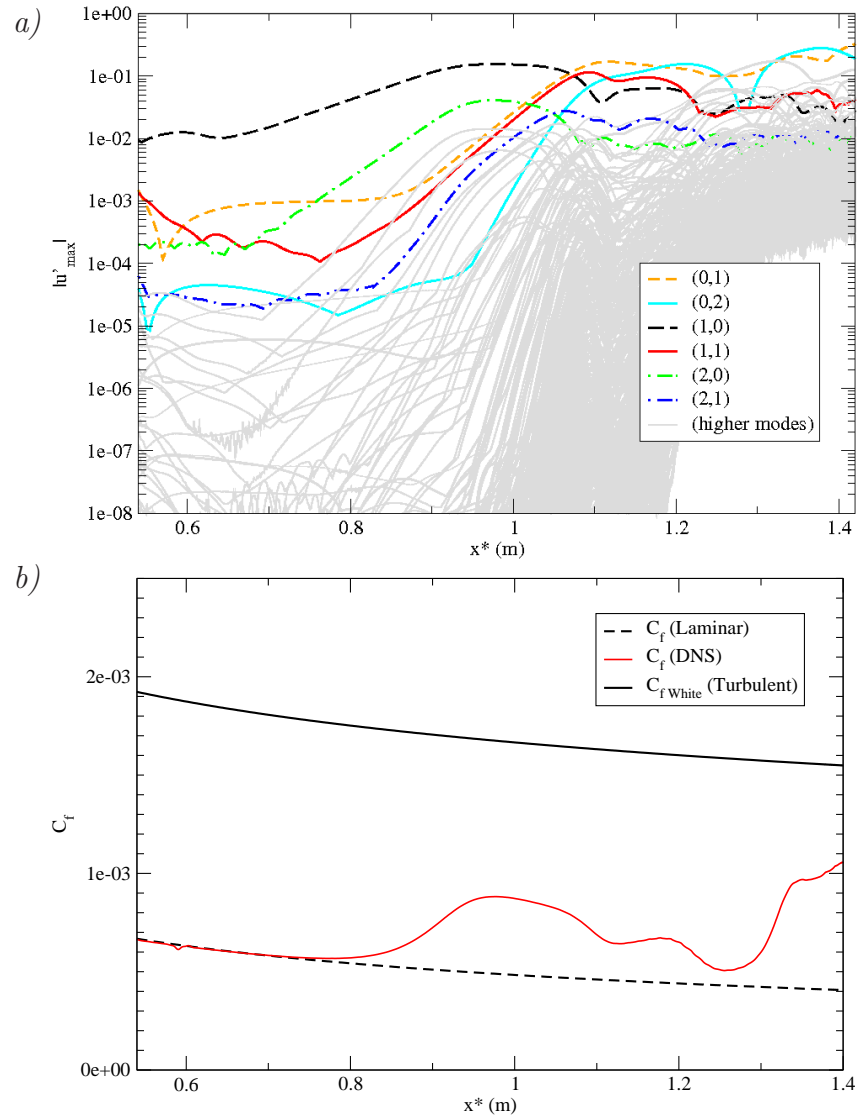 a)
1e+00
1e-01
1e-02
1e-03
1e-04
1e-05
1e-06
1e-07
1e-08
|u'max|
(0,1)
(0,2)
(1,0)
(1,1)
(2,0)
(2,1)
(higher modes)
0.6 0.8 1 1.2 1.4
x* (m)
b)
2e-03
1e-03
0e+00
Cf
Cf (Laminar)
Cf (DNS)
Cf White (Turbulent)
0.6 0.8 1 1.2 1.4
x* (m)